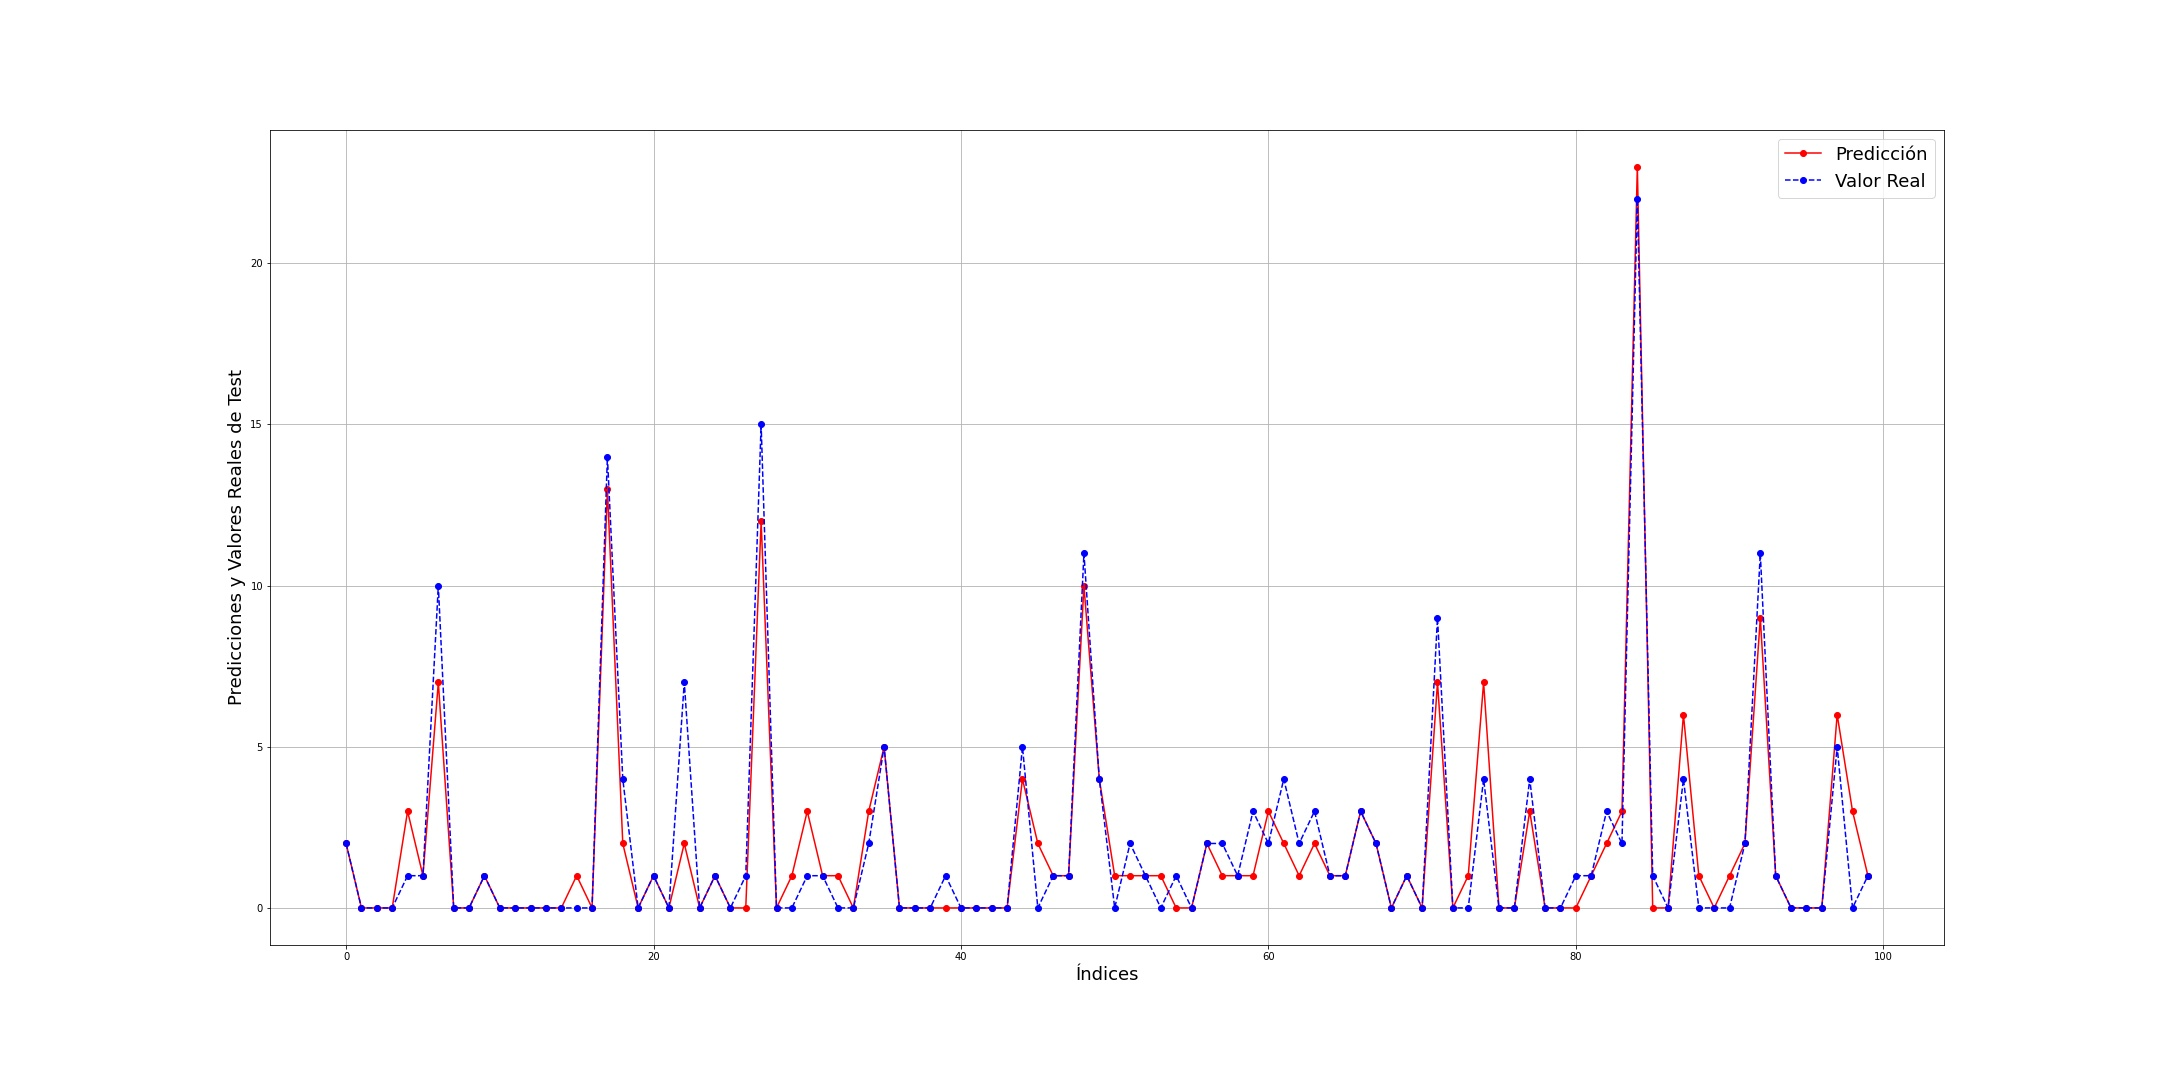 Predicción
Valor Real
Predicciones y Valores Reales de Test
20
15
10
5
0
0 20 40 60 80 100
Índices